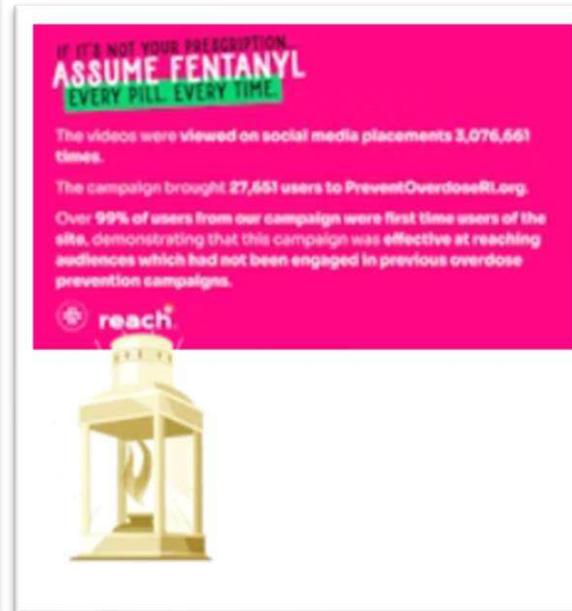 IF IT'S NOT YOUR PRESCRIPTION...
ASSUME FENTANYL
EVERY PILL. EVERY TIME.
The videos were viewed on social media placements 3,076,661
times.
The campaign brought 27,651 users to PreventOverdoseRI.org.
Over 99% of users from our campaign were first time users of the
site, demonstrating that this campaign was effective at reaching
audiences which had not been engaged in previous overdose
prevention campaigns.
reach